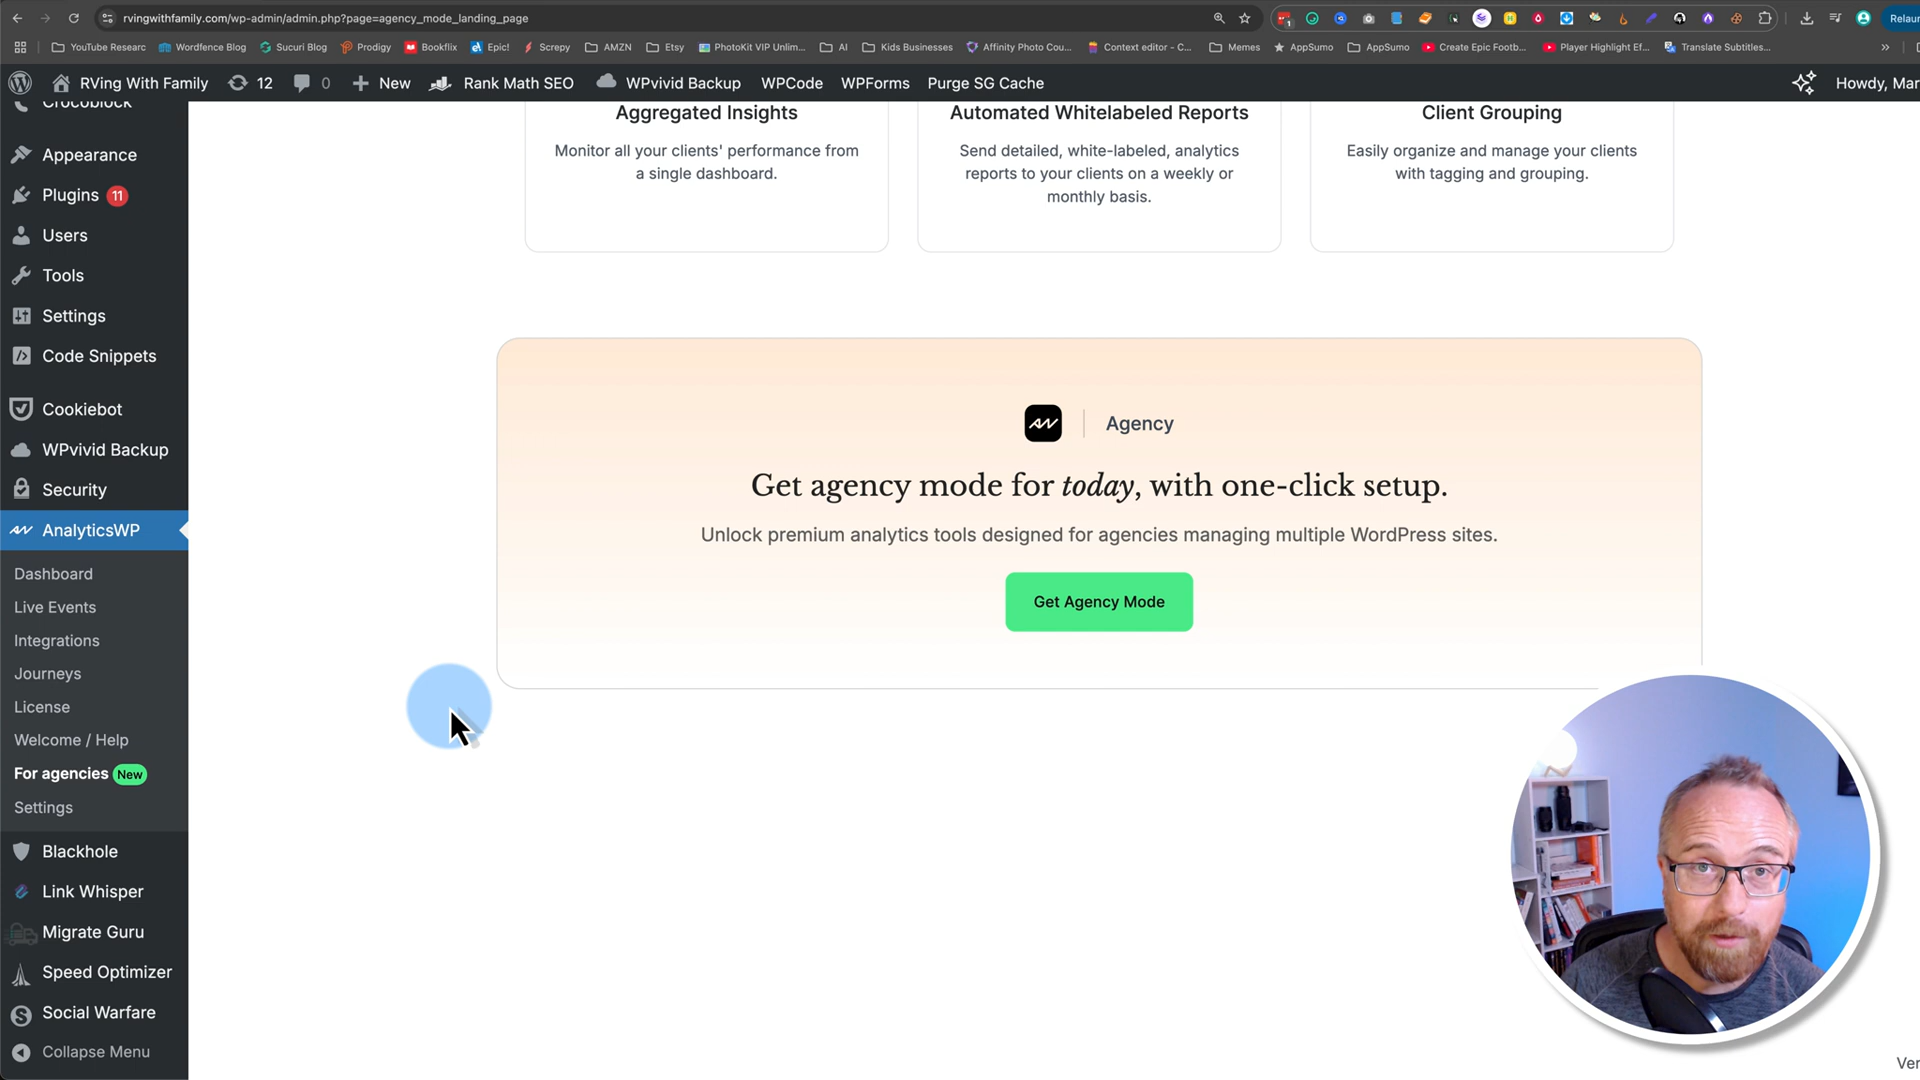 rvingwithfamily.com/wp-admin/admin.php?page=agency_mode_landing_page
Relau
YouTube Researc
Wordfence Blog
Sucuri Blog
Prodigy
Bookflix
Epic!
Screpy
AMZN
Etsy
PhotoKit VIP Unlim...
AI
Kids Businesses
Affinity Photo Cou...
Context editor - C...
Memes
AppSumo
AppSumo
Create Epic Footb...
Player Highlight Ef...
Translate Subtitles...
RVing With Family
12
0
New
Rank Math SEO
WPvivid Backup
WPCode
WPForms
Purge SG Cache
Howdy, Mar
Crocoblock
Appearance
Plugins 11
Users
Tools
Settings
Code Snippets
Cookiebot
WPvivid Backup
Security
AnalyticsWP
Dashboard
Live Events
Integrations
Journeys
License
Welcome / Help
For agencies New
Settings
Blackhole
Link Whisper
Migrate Guru
Speed Optimizer
Social Warfare
Collapse Menu
Aggregated Insights
Monitor all your clients' performance from
a single dashboard.
Automated Whitelabeled Reports
Send detailed, white-labeled, analytics
reports to your clients on a weekly or
monthly basis.
Client Grouping
Easily organize and manage your clients
with tagging and grouping.
Agency
Get agency mode for today, with one-click setup.
Unlock premium analytics tools designed for agencies managing multiple WordPress sites.
Get Agency Mode
Ver